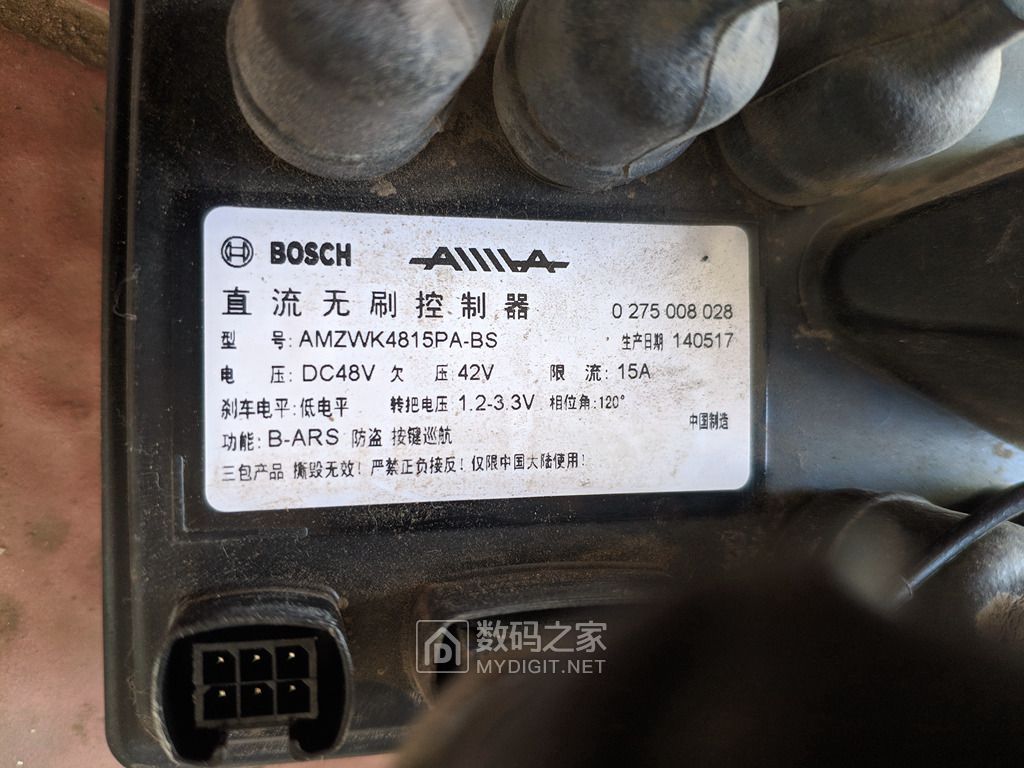 BOSCH AIMA
直流无刷控制器 0 275 008 028
型 号: AMZWK4815PA-BS 生产日期 140517
电 压: DC48V 欠 压: 42V 限 流: 15A
刹车电平: 低电平 转把电压 1.2-3.3V 相位角: 120°
功能: B-ARS 防盗 按键巡航 中国制造
三包产品 撕毁无效! 严禁正负接反! 仅限中国大陆使用!
数码之家
MYDIGIT.NET